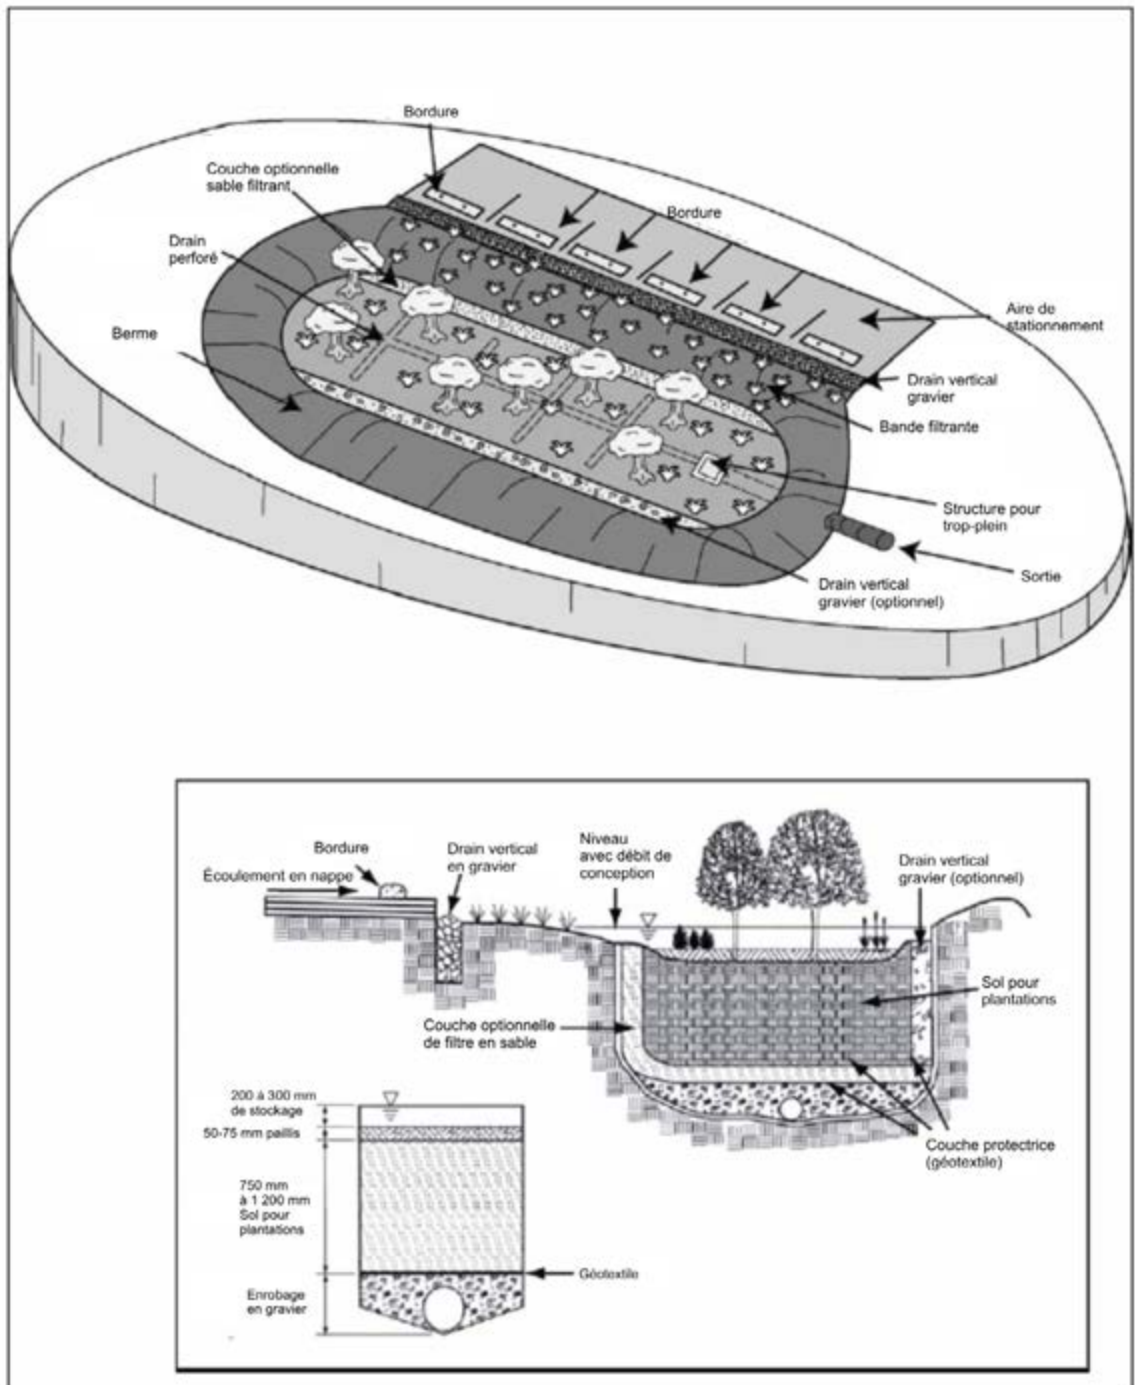 Bordure
Couche optionnelle
sable filtrant
Bordure
Drain
perforé
Berme
Aire de
stationnement
Drain vertical
gravier
Bande filtrante
Structure pour
trop-plein
Sortie
Drain vertical
gravier (optionnel)
Bordure
Écoulement en nappe
Drain vertical
en gravier
Niveau
avec débit de
conception
Drain vertical
gravier (optionnel)
Sol pour
plantations
Couche optionnelle
de filtre en sable
Couche protectrice
(géotextile)
200 à 300 mm
de stockage
50-75 mm paillis
750 mm
à 1 200 mm
Sol pour
plantations
Géotextile
Enrobage
en gravier